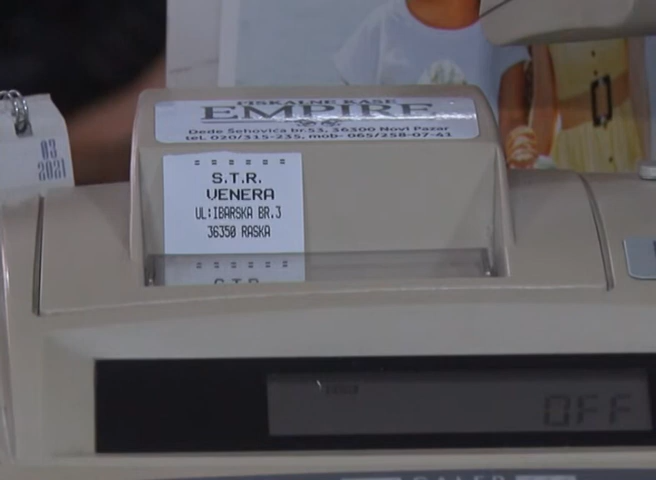 FISKALNE KASE
EMPIRE
Dede Šehovića br.53, 36300 Novi Pazar
tel. 020/315-235, mob- 065/258-07-41
03
2021
S.T.R.
VENERA
UL:IBARSKA BR.3
36350 RASKA
S.T.R.
OFF